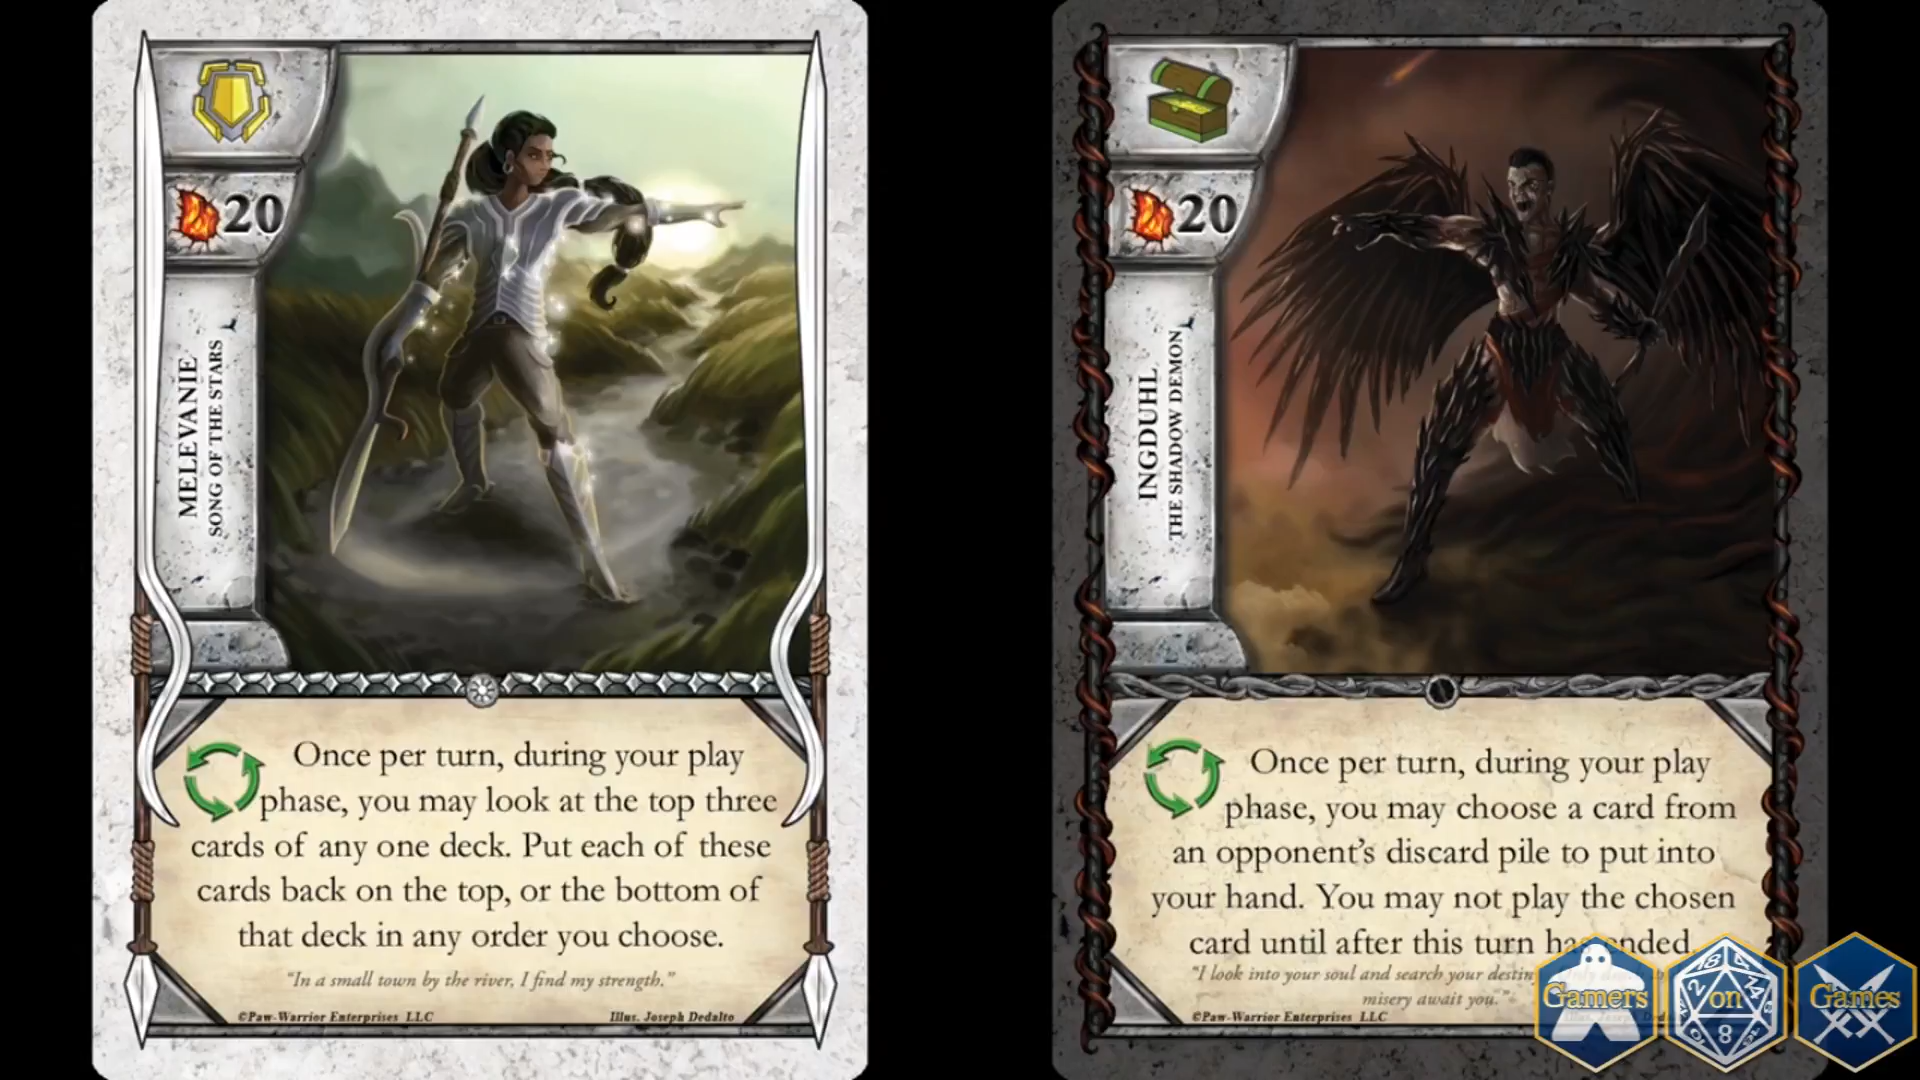 20
MELEVANIE
SONG OF THE STARS
Once per turn, during your play
phase, you may look at the top three
cards of any one deck. Put each of these
cards back on the top, or the bottom of
that deck in any order you choose.
"In a small town by the river, I find my strength."
©Paw-Warrior Enterprises LLC
Illus. Joseph Dedalto
20
INGDUHL
THE SHADOW DEMON
Once per turn, during your play
phase, you may choose a card from
an opponent's discard pile to put into
your hand. You may not play the chosen
card until after this turn has ended.
"I look into your soul and search your
misery await you."
©Paw-Warrior Enterprises LLC
Gamers
on
Games
8